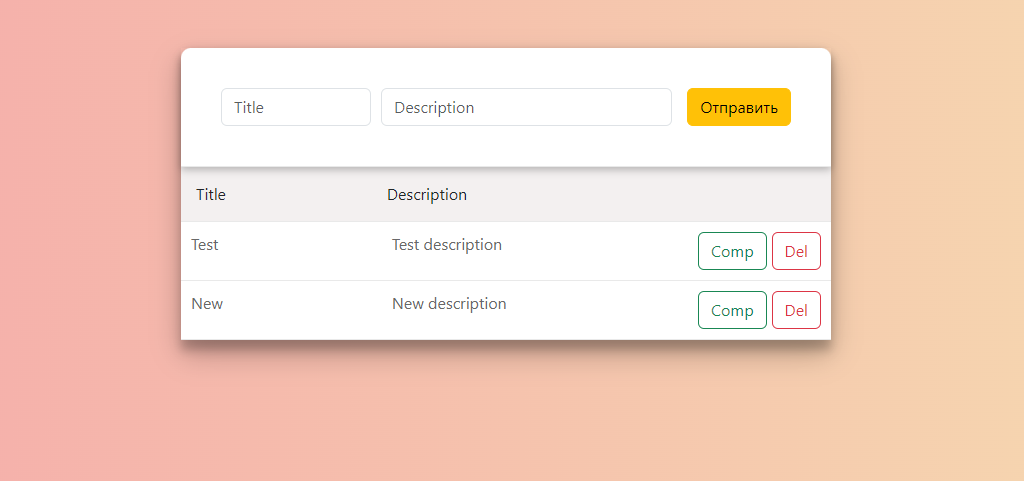 Title Description Отправить
Title Description
Test Test description Comp Del
New New description Comp Del